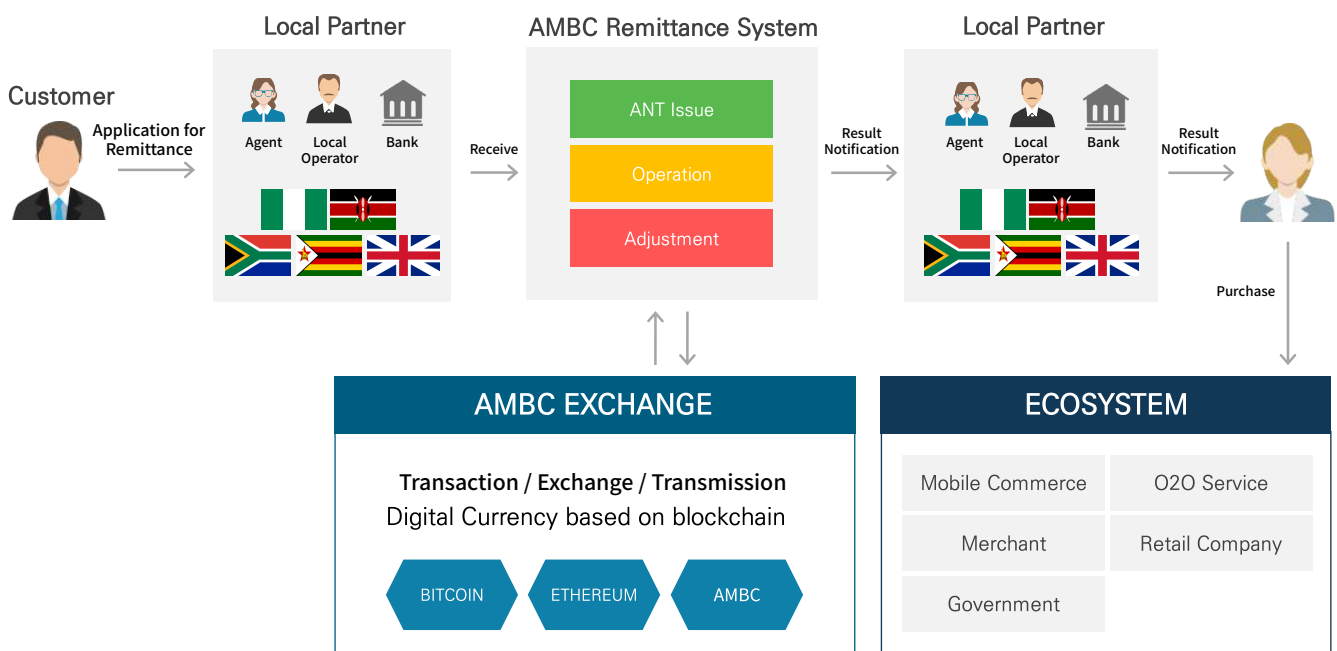 Local Partner
AMBC Remittance System
Local Partner
Customer
Application for
Remittance
Agent
Local
Operator
Bank
Receive
ANT Issue
Operation
Adjustment
Result
Notification
Agent
Local
Operator
Bank
Result
Notification
Purchase
AMBC EXCHANGE
Transaction / Exchange / Transmission
Digital Currency based on blockchain
BITCOIN
ETHEREUM
AMBC
ECOSYSTEM
Mobile Commerce
O2O Service
Merchant
Retail Company
Government